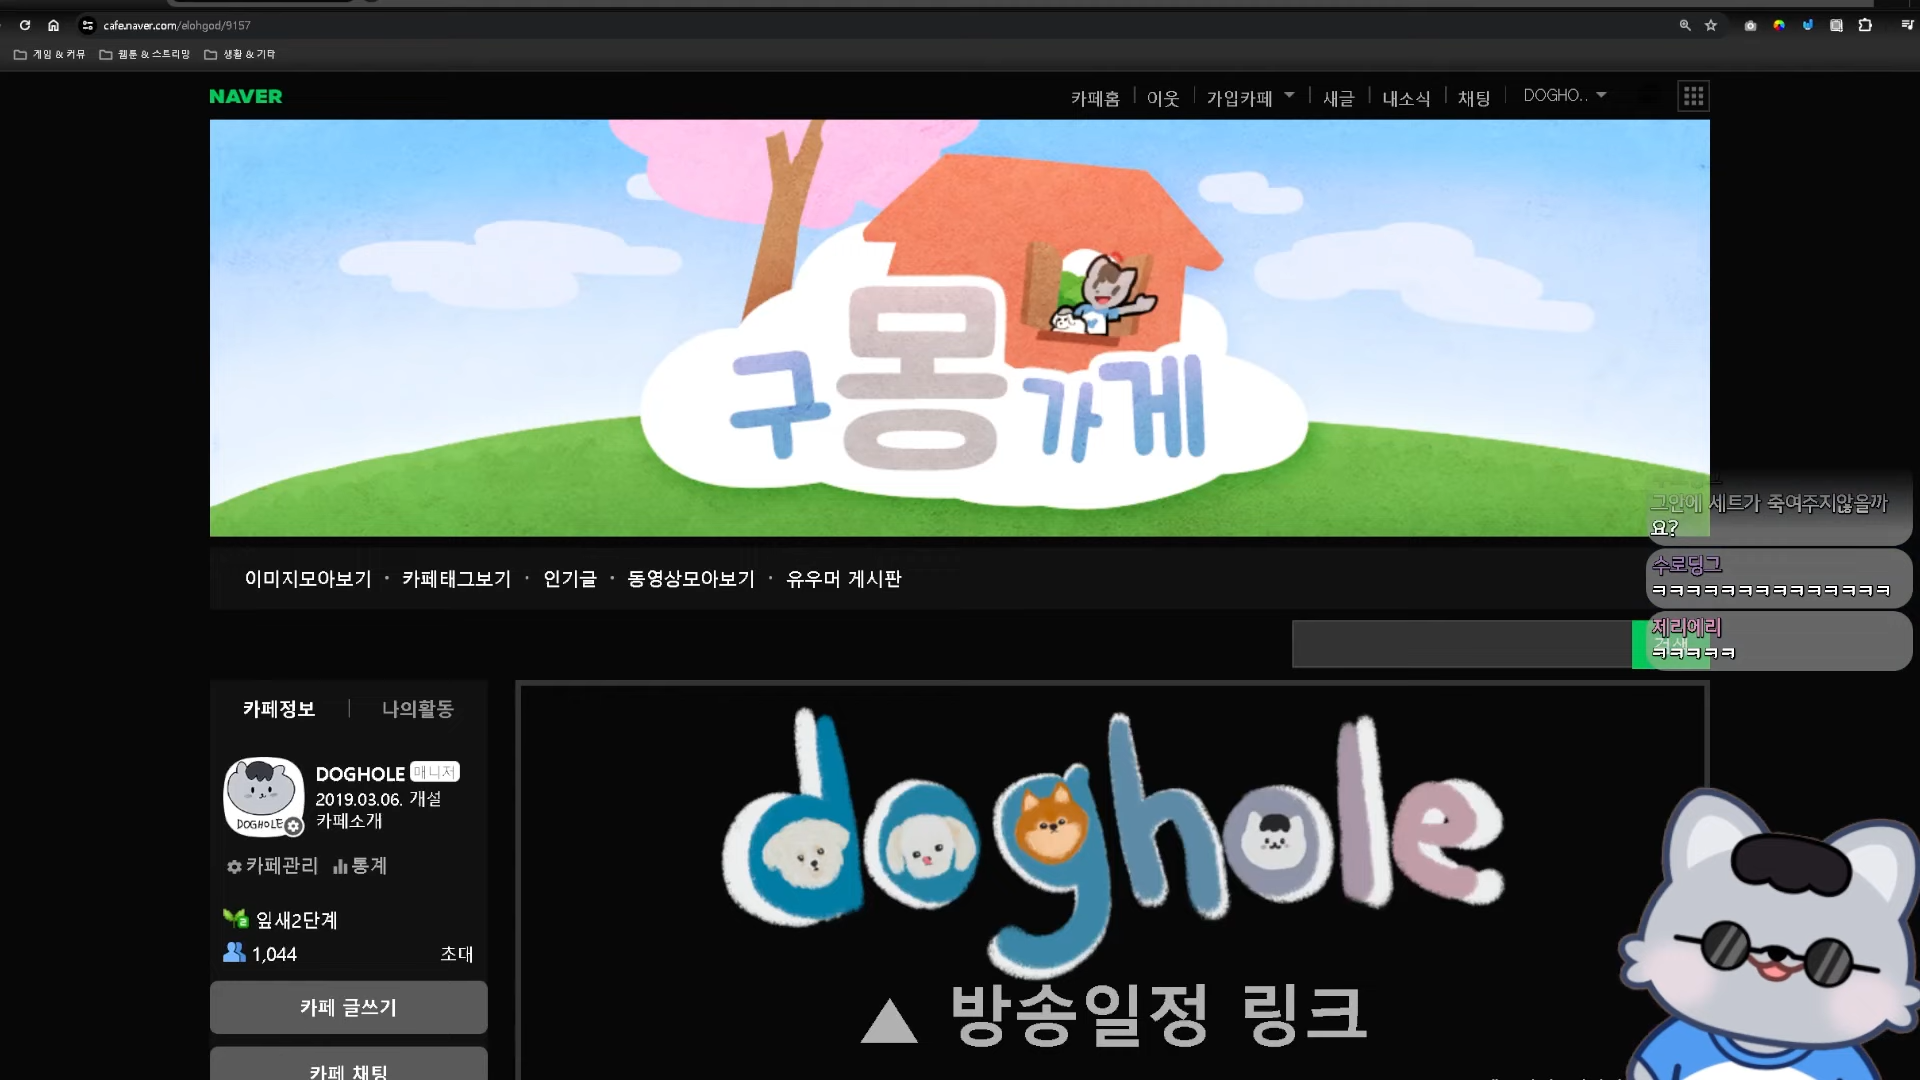 cafe.naver.com/elohgod/9157
게임 & 커뮤 웹툰 & 스트리밍 생활 & 기타
NAVER
카페홈 이웃 가입카페 새글 내소식 채팅 DOGHO..
구몽가게
그안에 세트가 죽여주지않을까
요?
이미지모아보기 · 카페태그보기 · 인기글 · 동영상모아보기 · 유우머 게시판
수로딩그
ㅋㅋㅋㅋㅋㅋㅋㅋㅋㅋㅋㅋㅋㅋ
제리에리
ㅋㅋㅋㅋㅋ
검색
카페정보 나의활동
doghole
DOGHOLE 매니저
2019.03.06. 개설
카페소개
DOGHOLE
카페관리 통계
2 잎새2단계
1,044 초대
카페 글쓰기
▲ 방송일정 링크
카페 채팅